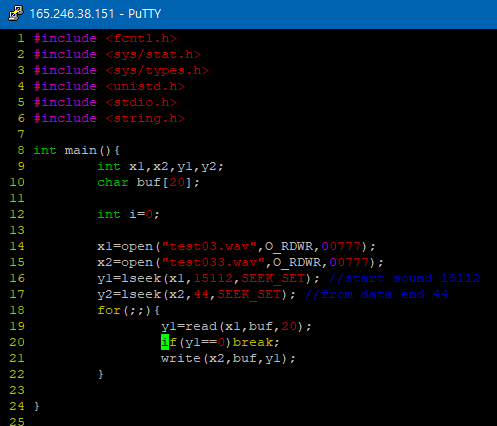 165.246.38.151 - PuTTY
1 #include <fcntl.h>
2 #include <sys/stat.h>
3 #include <sys/types.h>
4 #include <unistd.h>
5 #include <stdio.h>
6 #include <string.h>
7
8 int main(){
9         int x1,x2,y1,y2;
10         char buf[20];
11
12         int i=0;
13
14         x1=open("test03.wav",O_RDWR,00777);
15         x2=open("test033.wav",O_RDWR,00777);
16         y1=lseek(x1,15112,SEEK_SET); //start sound 15112
17         y2=lseek(x2,44,SEEK_SET); //from data end 44
18         for(;;){
19                 y1=read(x1,buf,20);
20                 if(y1==0)break;
21                 write(x2,buf,y1);
22         }
23
24 }
25